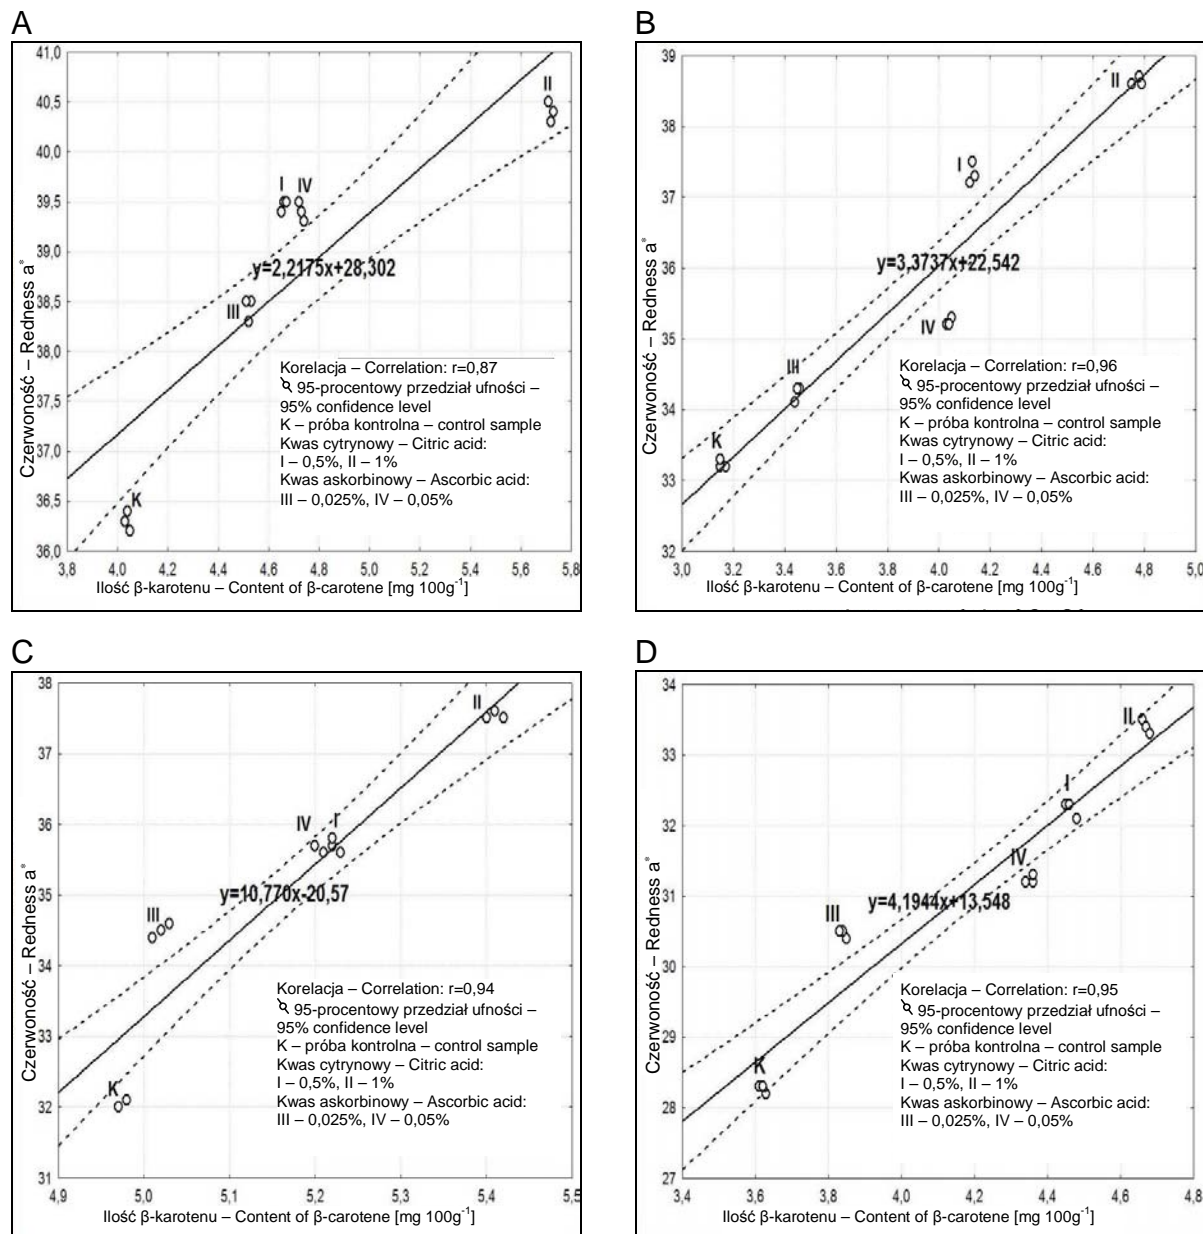 A
41,0
40,5
40,0
39,5
39,0
38,5
38,0
37,5
37,0
36,5
36,0
Czerwoność – Redness a*
II
I IV
y=2,2175x+28,302
III
K
Korelacja – Correlation: r=0,87
95-procentowy przedział ufności –
95% confidence level
K – próba kontrolna – control sample
Kwas cytrynowy – Citric acid:
I – 0,5%, II – 1%
Kwas askorbinowy – Ascorbic acid:
III – 0,025%, IV – 0,05%
3,8 4,0 4,2 4,4 4,6 4,8 5,0 5,2 5,4 5,6 5,8
Ilość β-karotenu – Content of β-carotene [mg 100g-1]
B
39
38
37
36
35
34
33
32
Czerwoność – Redness a*
II
I
y=3,3737x+22,542
IV
III
K
Korelacja – Correlation: r=0,96
95-procentowy przedział ufności –
95% confidence level
K – próba kontrolna – control sample
Kwas cytrynowy – Citric acid:
I – 0,5%, II – 1%
Kwas askorbinowy – Ascorbic acid:
III – 0,025%, IV – 0,05%
3,0 3,2 3,4 3,6 3,8 4,0 4,2 4,4 4,6 4,8 5,0
Ilość β-karotenu – Content of β-carotene [mg 100g-1]
C
38
37
36
35
34
33
32
31
Czerwoność – Redness a*
II
IV I
y=10,770x-20,57
III
K
Korelacja – Correlation: r=0,94
95-procentowy przedział ufności –
95% confidence level
K – próba kontrolna – control sample
Kwas cytrynowy – Citric acid:
I – 0,5%, II – 1%
Kwas askorbinowy – Ascorbic acid:
III – 0,025%, IV – 0,05%
4,9 5,0 5,1 5,2 5,3 5,4 5,5
Ilość β-karotenu – Content of β-carotene [mg 100g-1]
D
34
33
32
31
30
29
28
27
Czerwoność – Redness a*
II
I
IV
y=4,1944x+13,548
III
K
Korelacja – Correlation: r=0,95
95-procentowy przedział ufności –
95% confidence level
K – próba kontrolna – control sample
Kwas cytrynowy – Citric acid:
I – 0,5%, II – 1%
Kwas askorbinowy – Ascorbic acid:
III – 0,025%, IV – 0,05%
3,4 3,6 3,8 4,0 4,2 4,4 4,6 4,8
Ilość β-karotenu – Content of β-carotene [mg 100g-1]